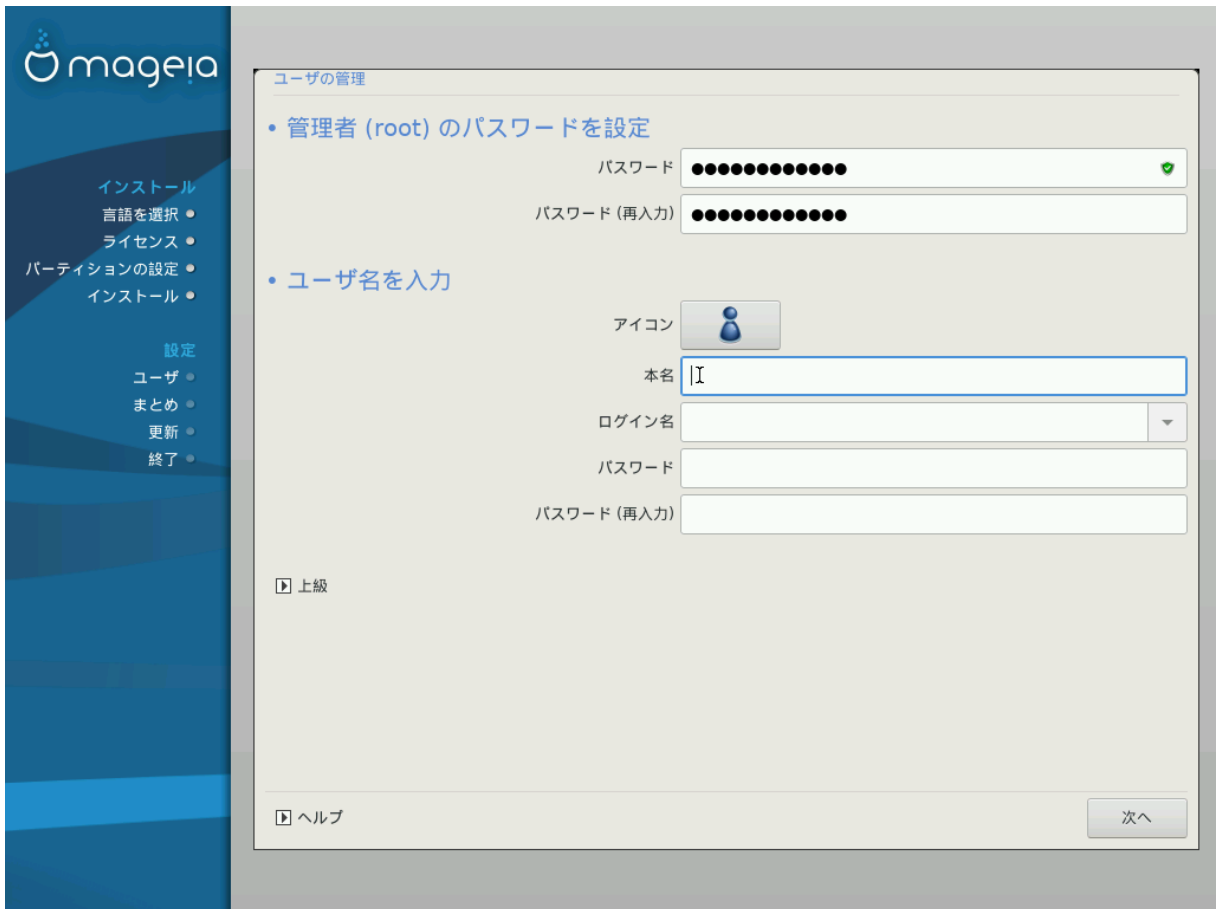 mageia
インストール
言語を選択
ライセンス
パーティションの設定
インストール
設定
ユーザ
まとめ
更新
終了
ユーザの管理
• 管理者 (root) のパスワードを設定
パスワード ●●●●●●●●●●●●
パスワード (再入力) ●●●●●●●●●●●●
• ユーザ名を入力
アイコン
本名
ログイン名
パスワード
パスワード (再入力)
上級
ヘルプ
次へ